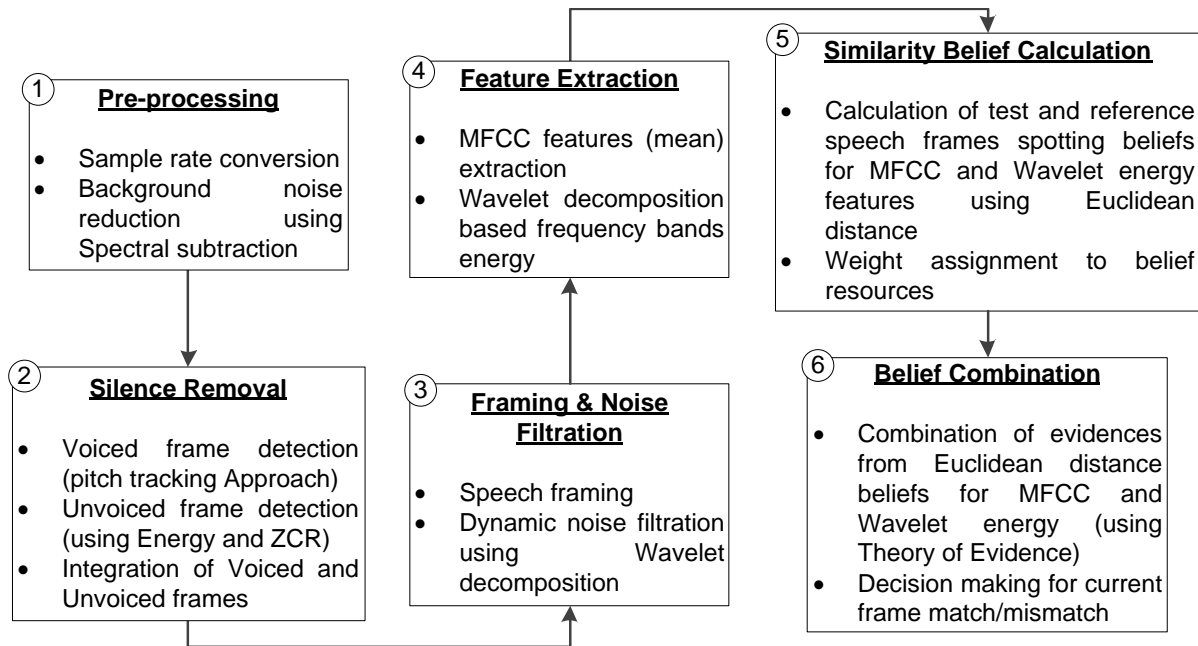 1
Pre-processing
• Sample rate conversion
• Background noise
reduction using
Spectral subtraction
2
Silence Removal
• Voiced frame detection
(pitch tracking Approach)
• Unvoiced frame detection
(using Energy and ZCR)
• Integration of Voiced and
Unvoiced frames
3
Framing & Noise
Filtration
• Speech framing
• Dynamic noise filtration
using Wavelet
decomposition
4
Feature Extraction
• MFCC features (mean)
extraction
• Wavelet decomposition
based frequency bands
energy
5
Similarity Belief Calculation
• Calculation of test and reference
speech frames spotting beliefs
for MFCC and Wavelet energy
features using Euclidean
distance
• Weight assignment to belief
resources
6
Belief Combination
• Combination of evidences
from Euclidean distance
beliefs for MFCC and
Wavelet energy (using
Theory of Evidence)
• Decision making for current
frame match/mismatch